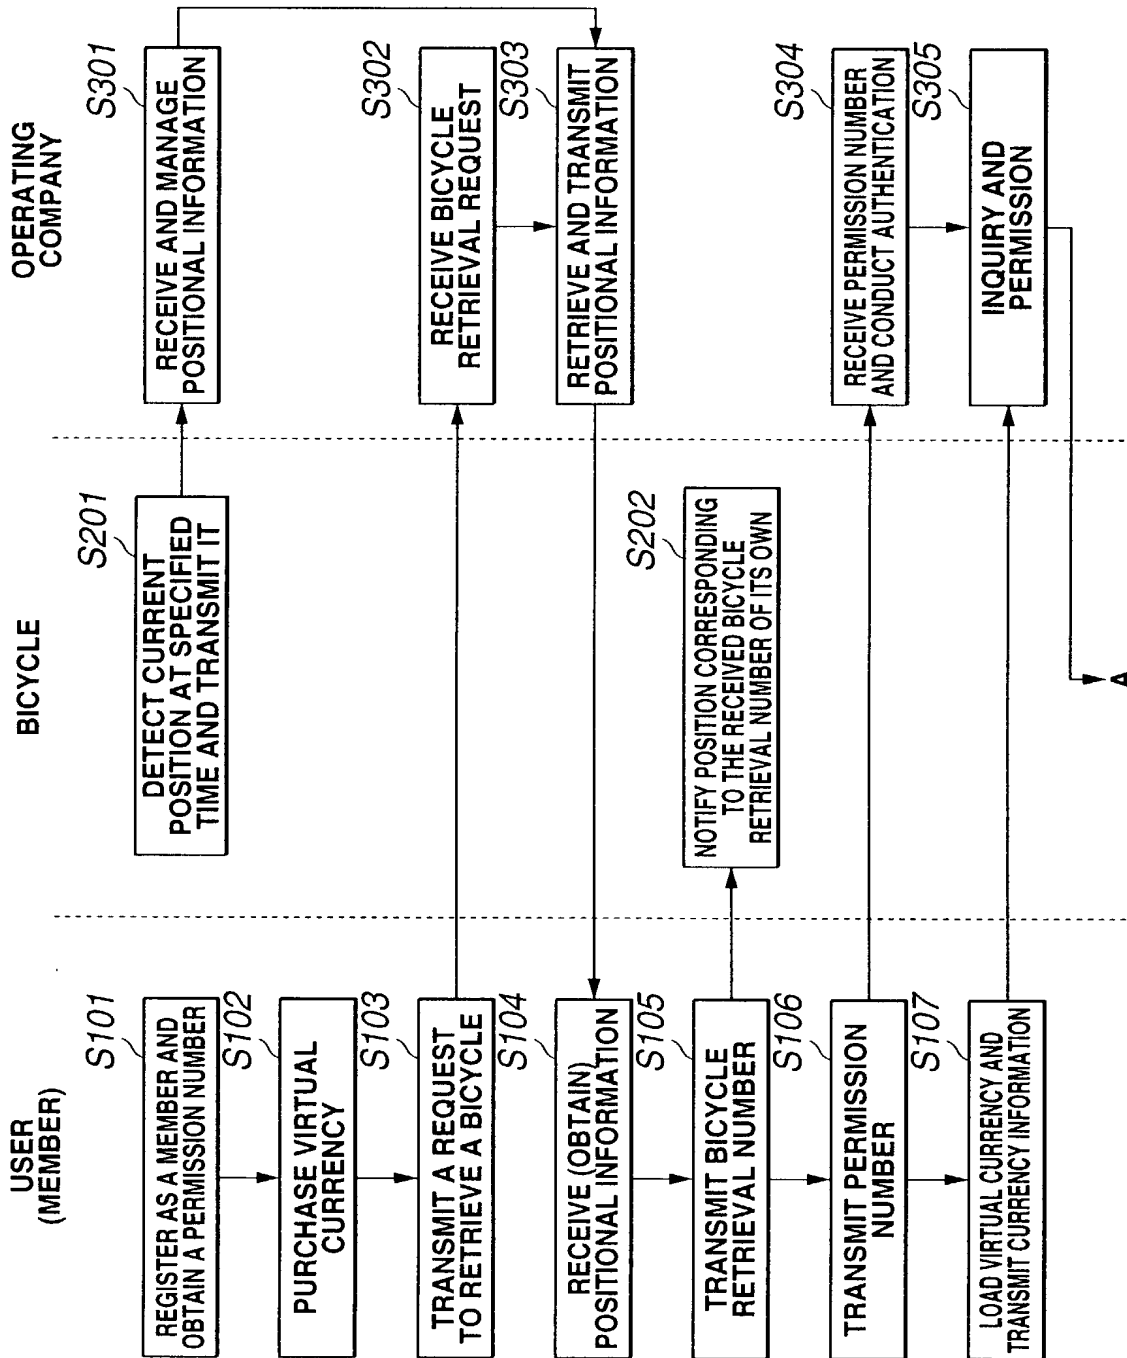 USER
(MEMBER)
BICYCLE
OPERATING
COMPANY
S101
REGISTER AS A MEMBER AND
OBTAIN A PERMISSION NUMBER
S201
DETECT CURRENT
POSITION AT SPECIFIED
TIME AND TRANSMIT IT
S301
RECEIVE AND MANAGE
POSITIONAL INFORMATION
S102
PURCHASE VIRTUAL
CURRENCY
S103
TRANSMIT A REQUEST
TO RETRIEVE A BICYCLE
S302
RECEIVE BICYCLE
RETRIEVAL REQUEST
S104
RECEIVE (OBTAIN)
POSITIONAL INFORMATION
S303
RETRIEVE AND TRANSMIT
POSITIONAL INFORMATION
S105
TRANSMIT BICYCLE
RETRIEVAL NUMBER
S202
NOTIFY POSITION CORRESPONDING
TO THE RECEIVED BICYCLE
RETRIEVAL NUMBER OF ITS OWN
S106
TRANSMIT PERMISSION
NUMBER
S304
RECEIVE PERMISSION NUMBER
AND CONDUCT AUTHENTICATION
S107
LOAD VIRTUAL CURRENCY AND
TRANSMIT CURRENCY INFORMATION
S305
INQUIRY AND
PERMISSION
A